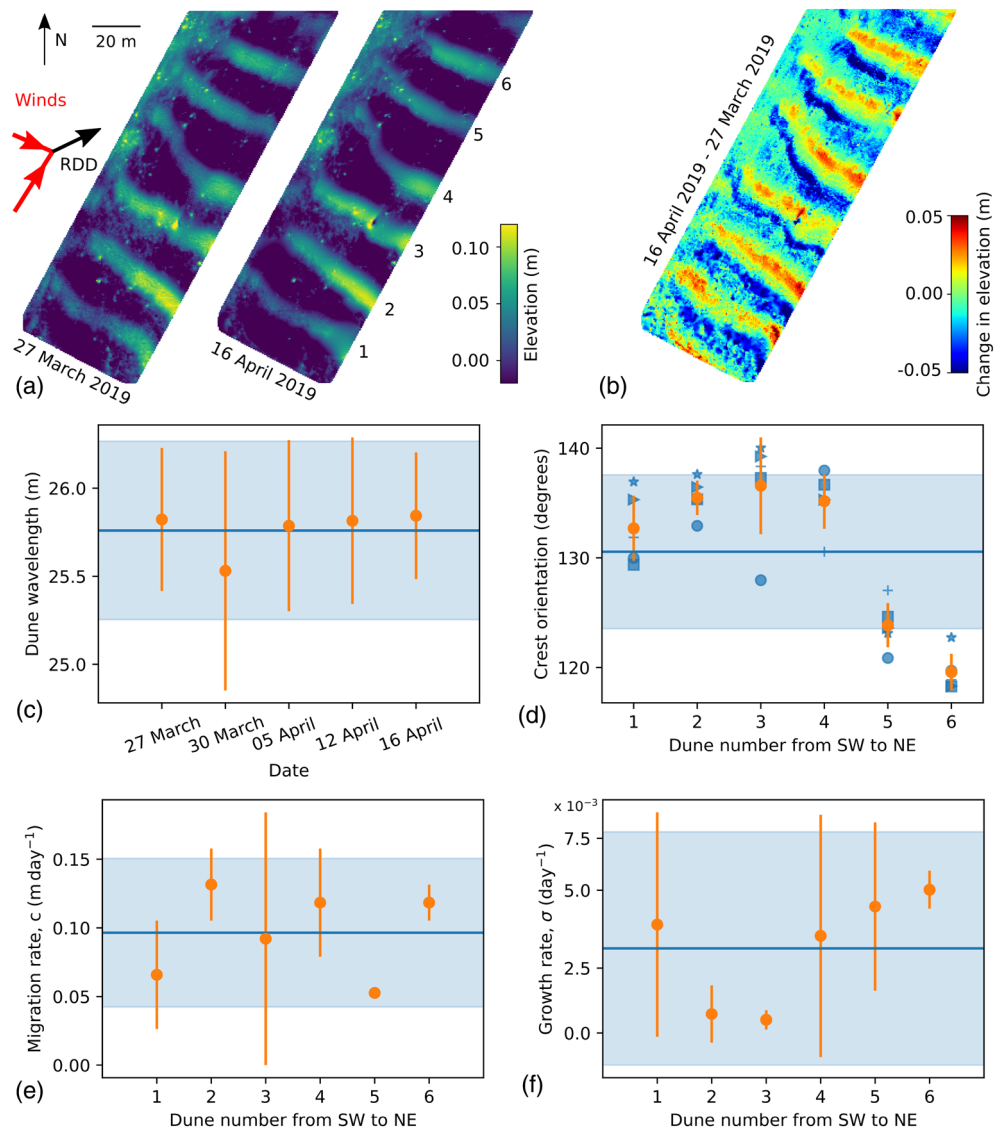 N
20 m
Winds
RDD
6
5
4
3
2
1
0.10
0.05
0.00
Elevation (m)
27 March 2019
16 April 2019
(a)
16 April 2019 - 27 March 2019
0.05
0.00
-0.05
Change in elevation (m)
(b)
26.0
25.5
25.0
Dune wavelength (m)
27 March
30 March
05 April
12 April
16 April
Date
(c)
140
130
120
Crest orientation (degrees)
1 2 3 4 5 6
Dune number from SW to NE
(d)
0.15
0.10
0.05
0.00
Migration rate, c (m day⁻¹)
1 2 3 4 5 6
Dune number from SW to NE
(e)
x 10⁻³
7.5
5.0
2.5
0.0
Growth rate, σ (day⁻¹)
1 2 3 4 5 6
Dune number from SW to NE
(f)